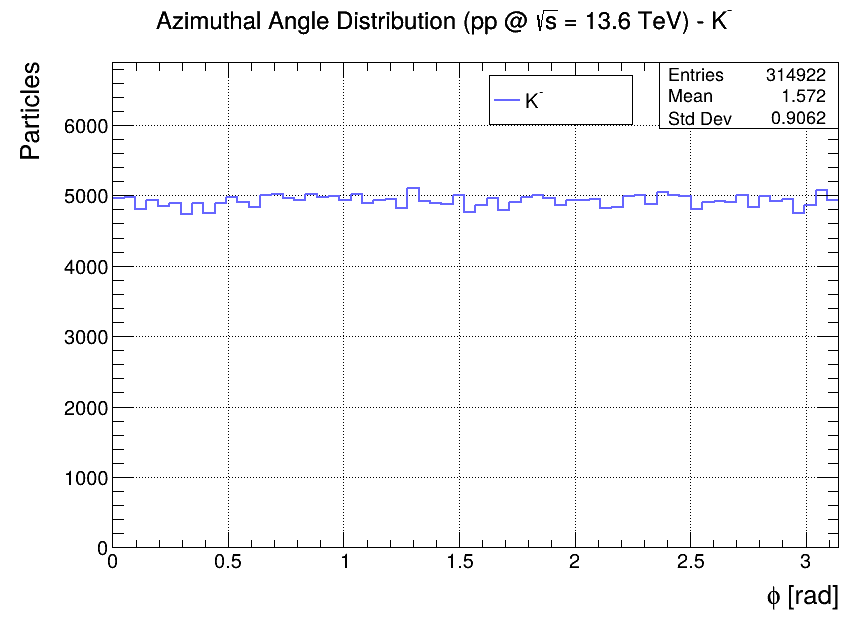 Azimuthal Angle Distribution (pp @ √s = 13.6 TeV) - K⁻
Particles
K⁻
Entries 314922
Mean 1.572
Std Dev 0.9062
6000
5000
4000
3000
2000
1000
0
0 0.5 1 1.5 2 2.5 3
ϕ [rad]